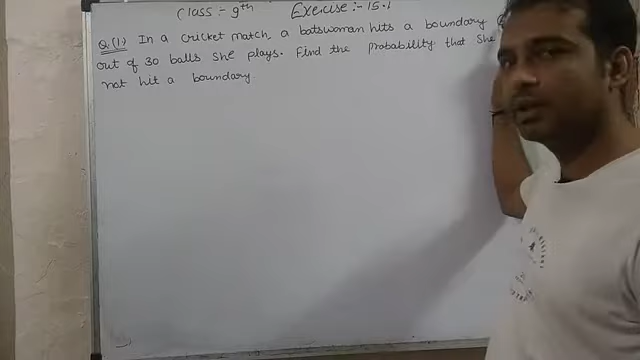 Class :- 9th Exercise :- 15.1
Q.(1) In a cricket match, a batswoman hits a boundary
out of 30 balls she plays. Find the probability that she
not hit a boundary